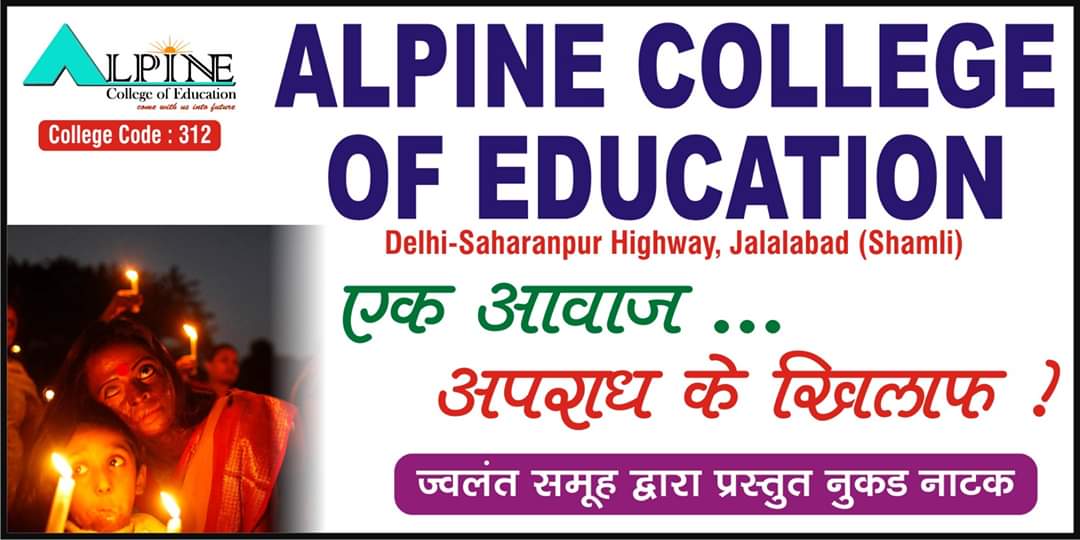 ALPINE
College of Education
come with us into future
College Code : 312
ALPINE COLLEGE
OF EDUCATION
Delhi-Saharanpur Highway, Jalalabad (Shamli)
एक आवाज ...
अपराध के खिलाफ !
ज्वलंत समूह द्वारा प्रस्तुत नुकड नाटक